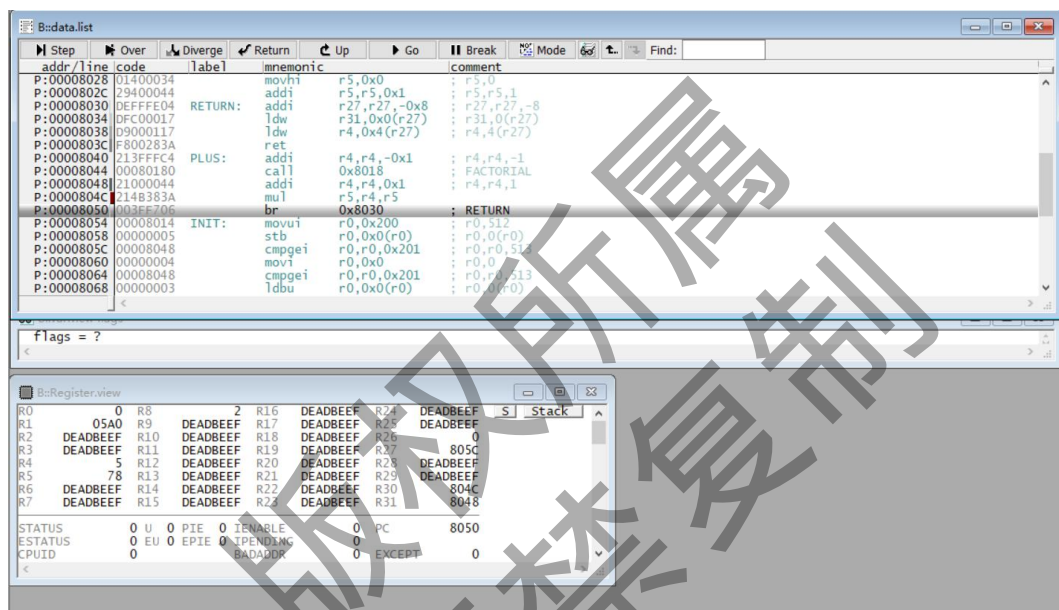 B::data.list
Step Over Diverge Return Up Go Break Mode Find:
addr/line code label mnemonic comment
P:00008028 01400034 movhi r5,0x0 ; r5,0
P:0000802C 29400044 addi r5,r5,0x1 ; r5,r5,1
P:00008030 DEFFFE04 RETURN: addi r27,r27,-0x8 ; r27,r27,-8
P:00008034 DFC00017 ldw r31,0x0(r27) ; r31,0(r27)
P:00008038 D9000117 ldw r4,0x4(r27) ; r4,4(r27)
P:0000803C F800283A ret
P:00008040 213FFFC4 PLUS: addi r4,r4,-0x1 ; r4,r4,-1
P:00008044 00080180 call 0x8018 ; FACTORIAL
P:00008048 21000044 addi r4,r4,0x1 ; r4,r4,1
P:0000804C 214B383A mul r5,r4,r5
P:00008050 003FF706 br 0x8030 ; RETURN
P:00008054 00008014 INIT: movui r0,0x200 ; r0,512
P:00008058 00000005 stb r0,0x0(r0) ; r0,0(r0)
P:0000805C 00008048 cmpgei r0,r0,0x201 ; r0,r0,513
P:00008060 00000004 movi r0,0x0 ; r0,0
P:00008064 00008048 cmpgei r0,r0,0x201 ; r0,r0,513
P:00008068 00000003 ldbu r0,0x0(r0) ; r0,0(r0)
flags = ?
B::Register.view
R0 0 R8 2 R16 DEADBEEF R24 DEADBEEF S Stack
R1 05A0 R9 DEADBEEF R17 DEADBEEF R25 DEADBEEF
R2 DEADBEEF R10 DEADBEEF R18 DEADBEEF R26 0
R3 DEADBEEF R11 DEADBEEF R19 DEADBEEF R27 805C
R4 5 R12 DEADBEEF R20 DEADBEEF R28 DEADBEEF
R5 78 R13 DEADBEEF R21 DEADBEEF R29 DEADBEEF
R6 DEADBEEF R14 DEADBEEF R22 DEADBEEF R30 804C
R7 DEADBEEF R15 DEADBEEF R23 DEADBEEF R31 8048
STATUS 0 U 0 PIE 0 IENABLE 0 PC 8050
ESTATUS 0 EU 0 EPIE 0 IPENDING 0
CPUID 0 BADADDR 0 EXCEPT 0
版权所属
禁复制